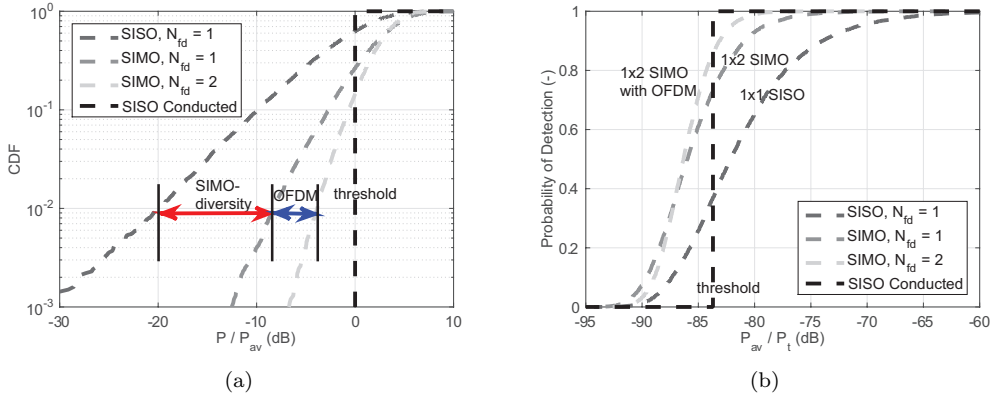 10^0
10^-1
10^-2
10^-3
CDF
SISO, N_fd = 1
SIMO, N_fd = 1
SIMO, N_fd = 2
SISO Conducted
SIMO-
diversity
OFDM
threshold
-30
-20
-10
0
10
P / P_av (dB)
(a)
1
0.8
0.6
0.4
0.2
0
Probability of Detection (-)
1x2 SIMO
with OFDM
1x2 SIMO
1x1 SISO
threshold
SISO, N_fd = 1
SIMO, N_fd = 1
SIMO, N_fd = 2
SISO Conducted
-95
-90
-85
-80
-75
-70
-65
-60
P_av / P_t (dB)
(b)